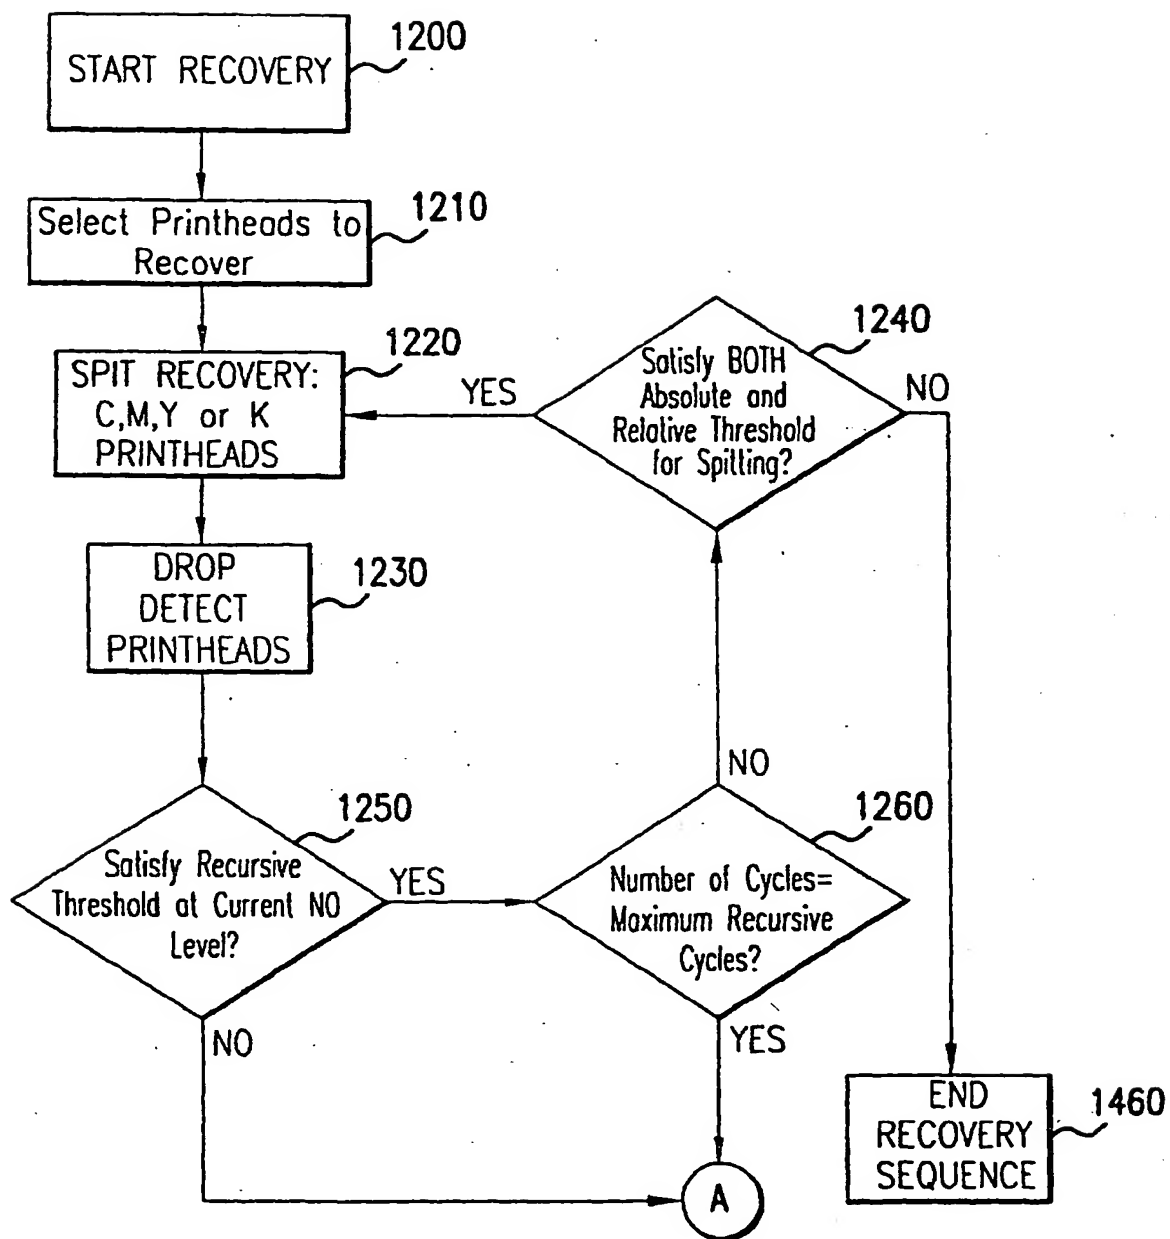 START RECOVERY
1200
Select Printheads to
Recover
1210
SPIT RECOVERY:
C,M,Y or K
PRINTHEADS
1220
YES
Satisfy BOTH
Absolute and
Relative Threshold
for Spitting?
1240
NO
DROP
DETECT
PRINTHEADS
1230
Satisfy Recursive
Threshold at Current NO
Level?
1250
YES
NO
Number of Cycles=
Maximum Recursive
Cycles?
1260
NO
YES
END
RECOVERY
SEQUENCE
1460
A